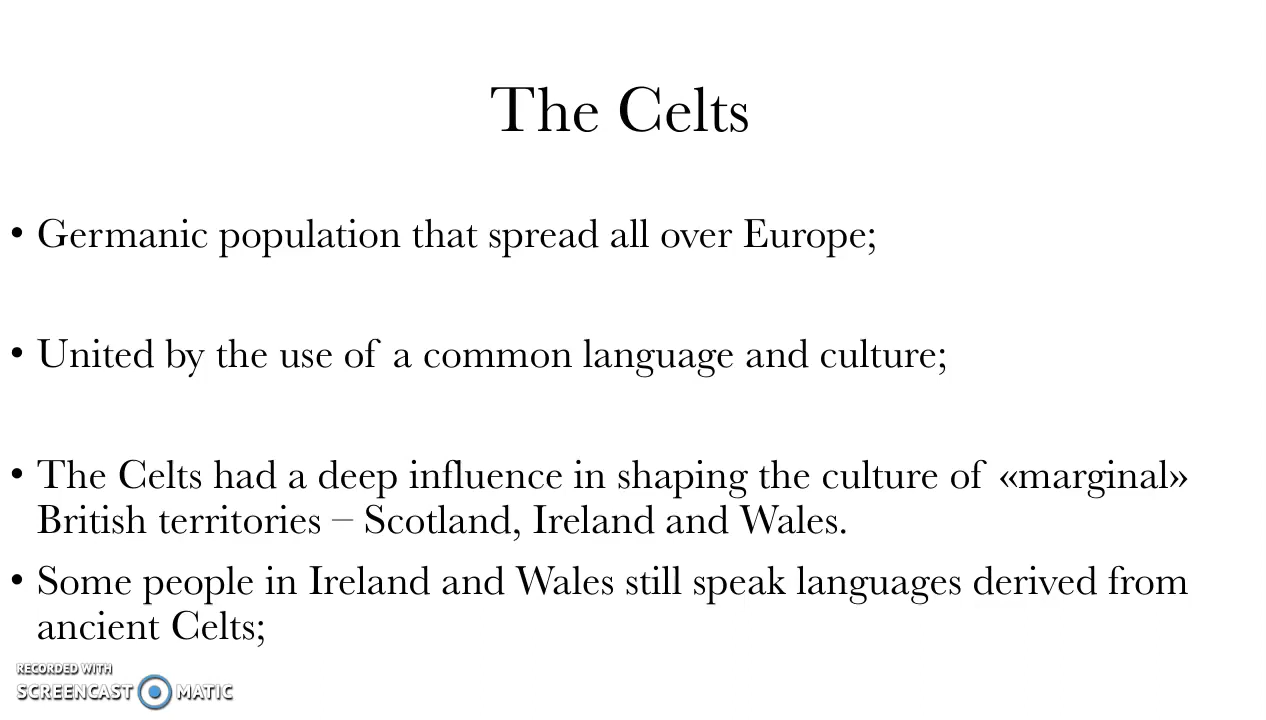 The Celts
• Germanic population that spread all over Europe;
• United by the use of a common language and culture;
• The Celts had a deep influence in shaping the culture of «marginal»
British territories – Scotland, Ireland and Wales.
• Some people in Ireland and Wales still speak languages derived from
ancient Celts;
RECORDED WITH
SCREENCAST MATIC